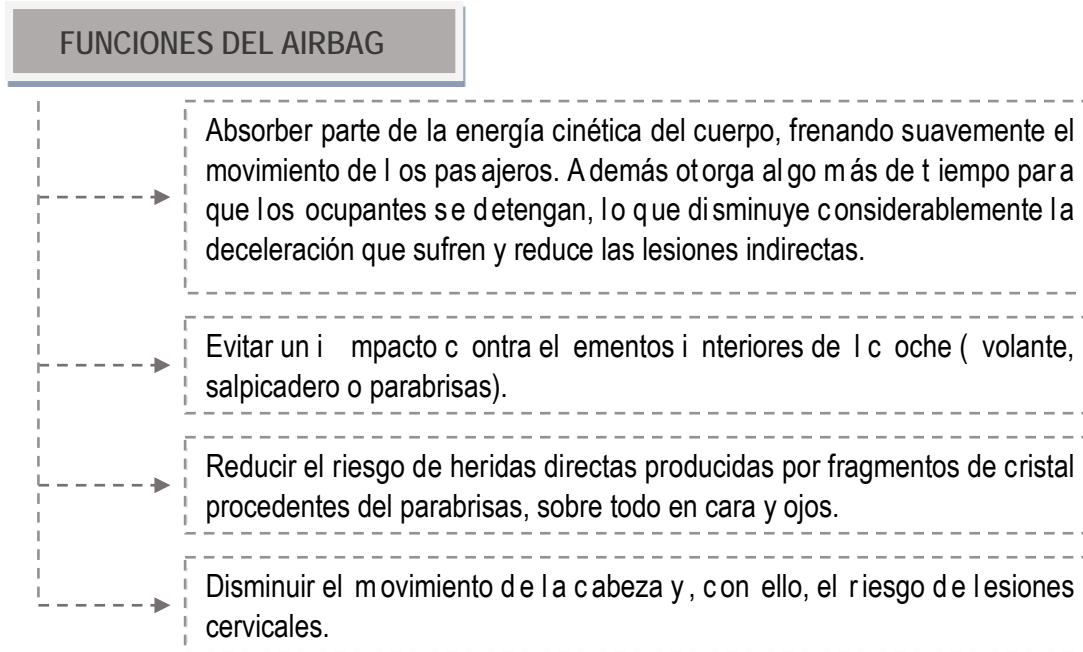 FUNCIONES DEL AIRBAG
Absorber parte de la energía cinética del cuerpo, frenando suavemente el
movimiento de los pasajeros. Además otorga algo más de tiempo para
que los ocupantes se detengan, lo que disminuye considerablemente la
deceleración que sufren y reduce las lesiones indirectas.
Evitar un impacto contra elementos interiores del coche (volante,
salpicadero o parabrisas).
Reducir el riesgo de heridas directas producidas por fragmentos de cristal
procedentes del parabrisas, sobre todo en cara y ojos.
Disminuir el movimiento de la cabeza y, con ello, el riesgo de lesiones
cervicales.